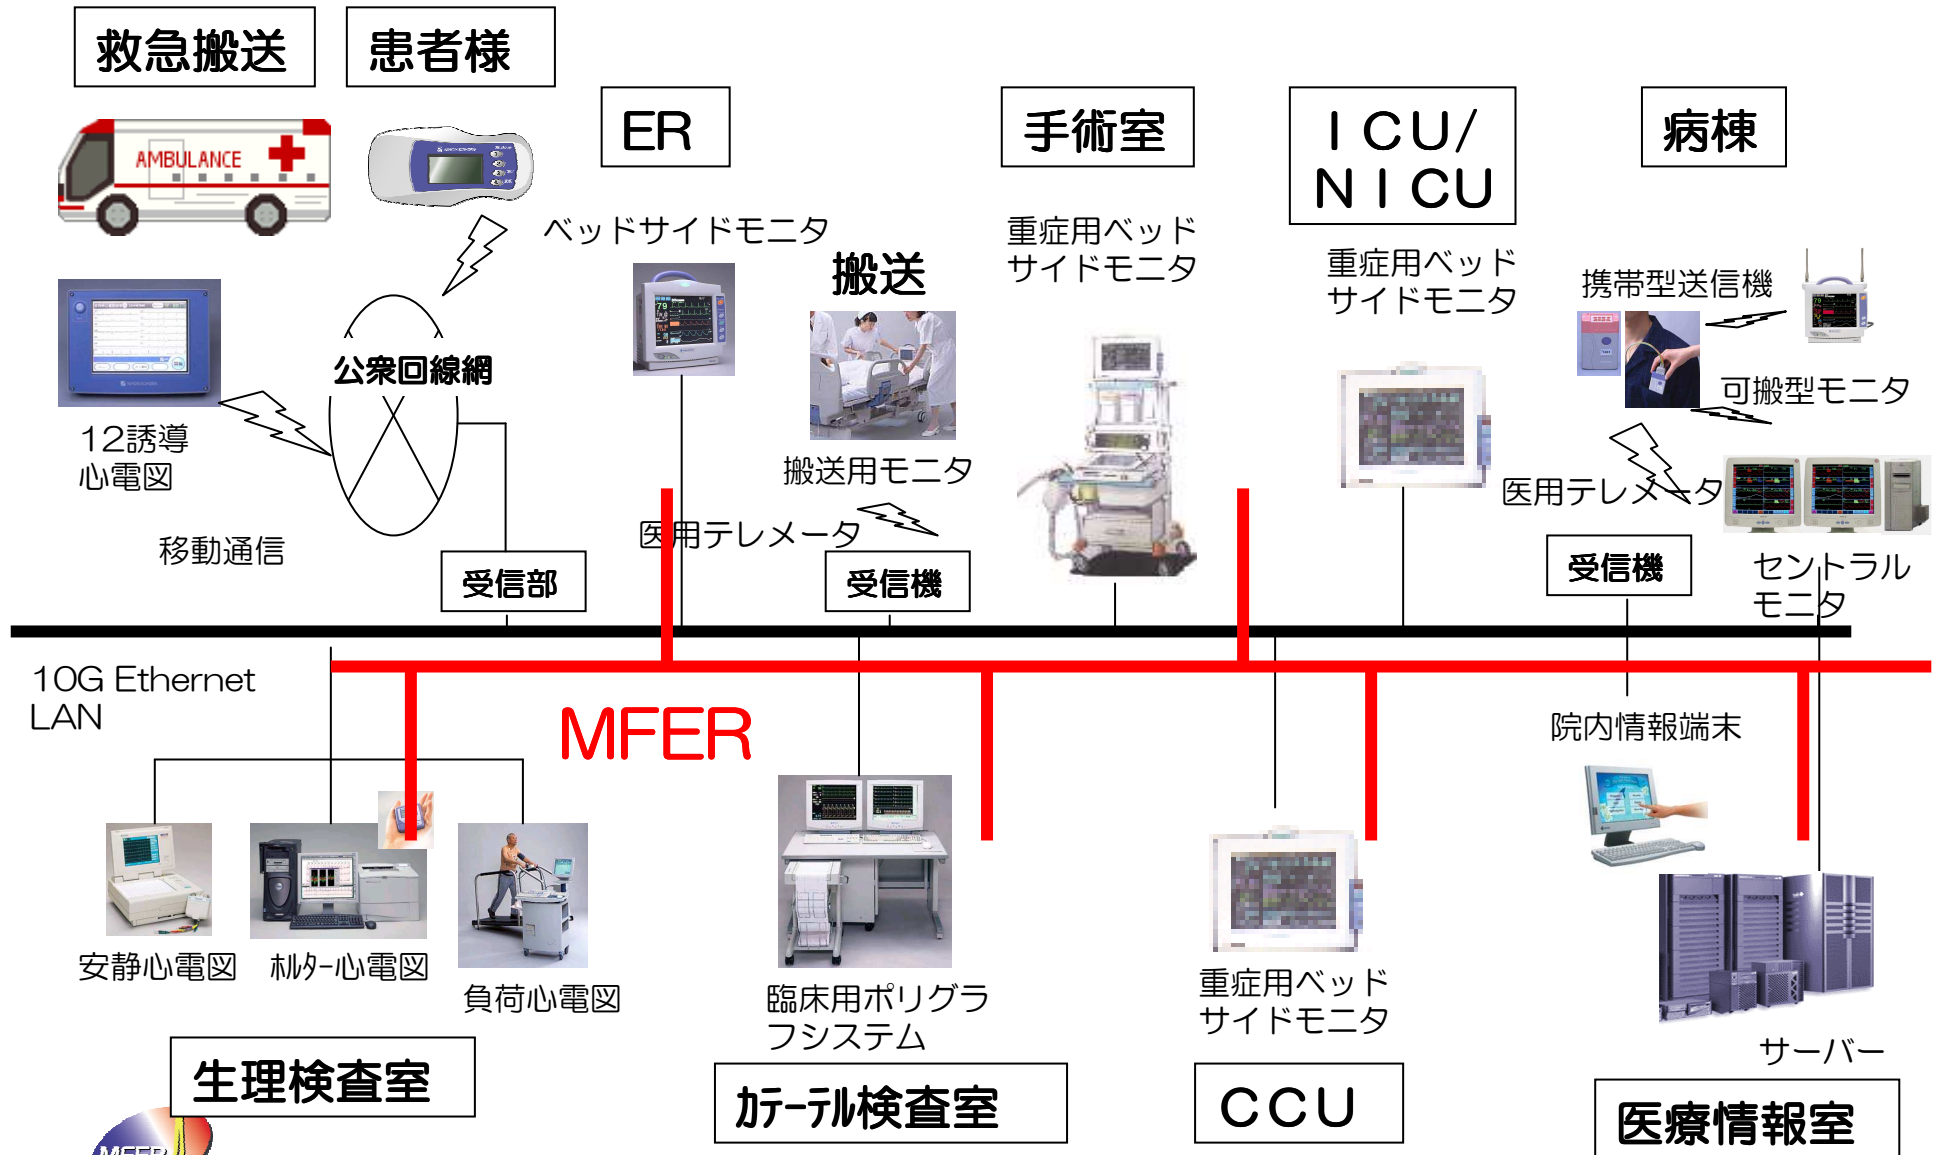 救急搬送
患者様
ER
手術室
ICU/
NICU
病棟
AMBULANCE
ベッドサイドモニタ
搬送
重症用ベッド
サイドモニタ
重症用ベッド
サイドモニタ
携帯型送信機
公衆回線網
可搬型モニタ
12誘導
心電図
搬送用モニタ
医用テレメータ
医用テレメータ
移動通信
受信部
受信機
受信機
セントラル
モニタ
10G Ethernet
LAN
MFER
院内情報端末
安静心電図
ﾎﾙﾀｰ心電図
負荷心電図
臨床用ポリグラ
フシステム
重症用ベッド
サイドモニタ
サーバー
生理検査室
ｶﾃｰﾃﾙ検査室
CCU
医療情報室
MFER